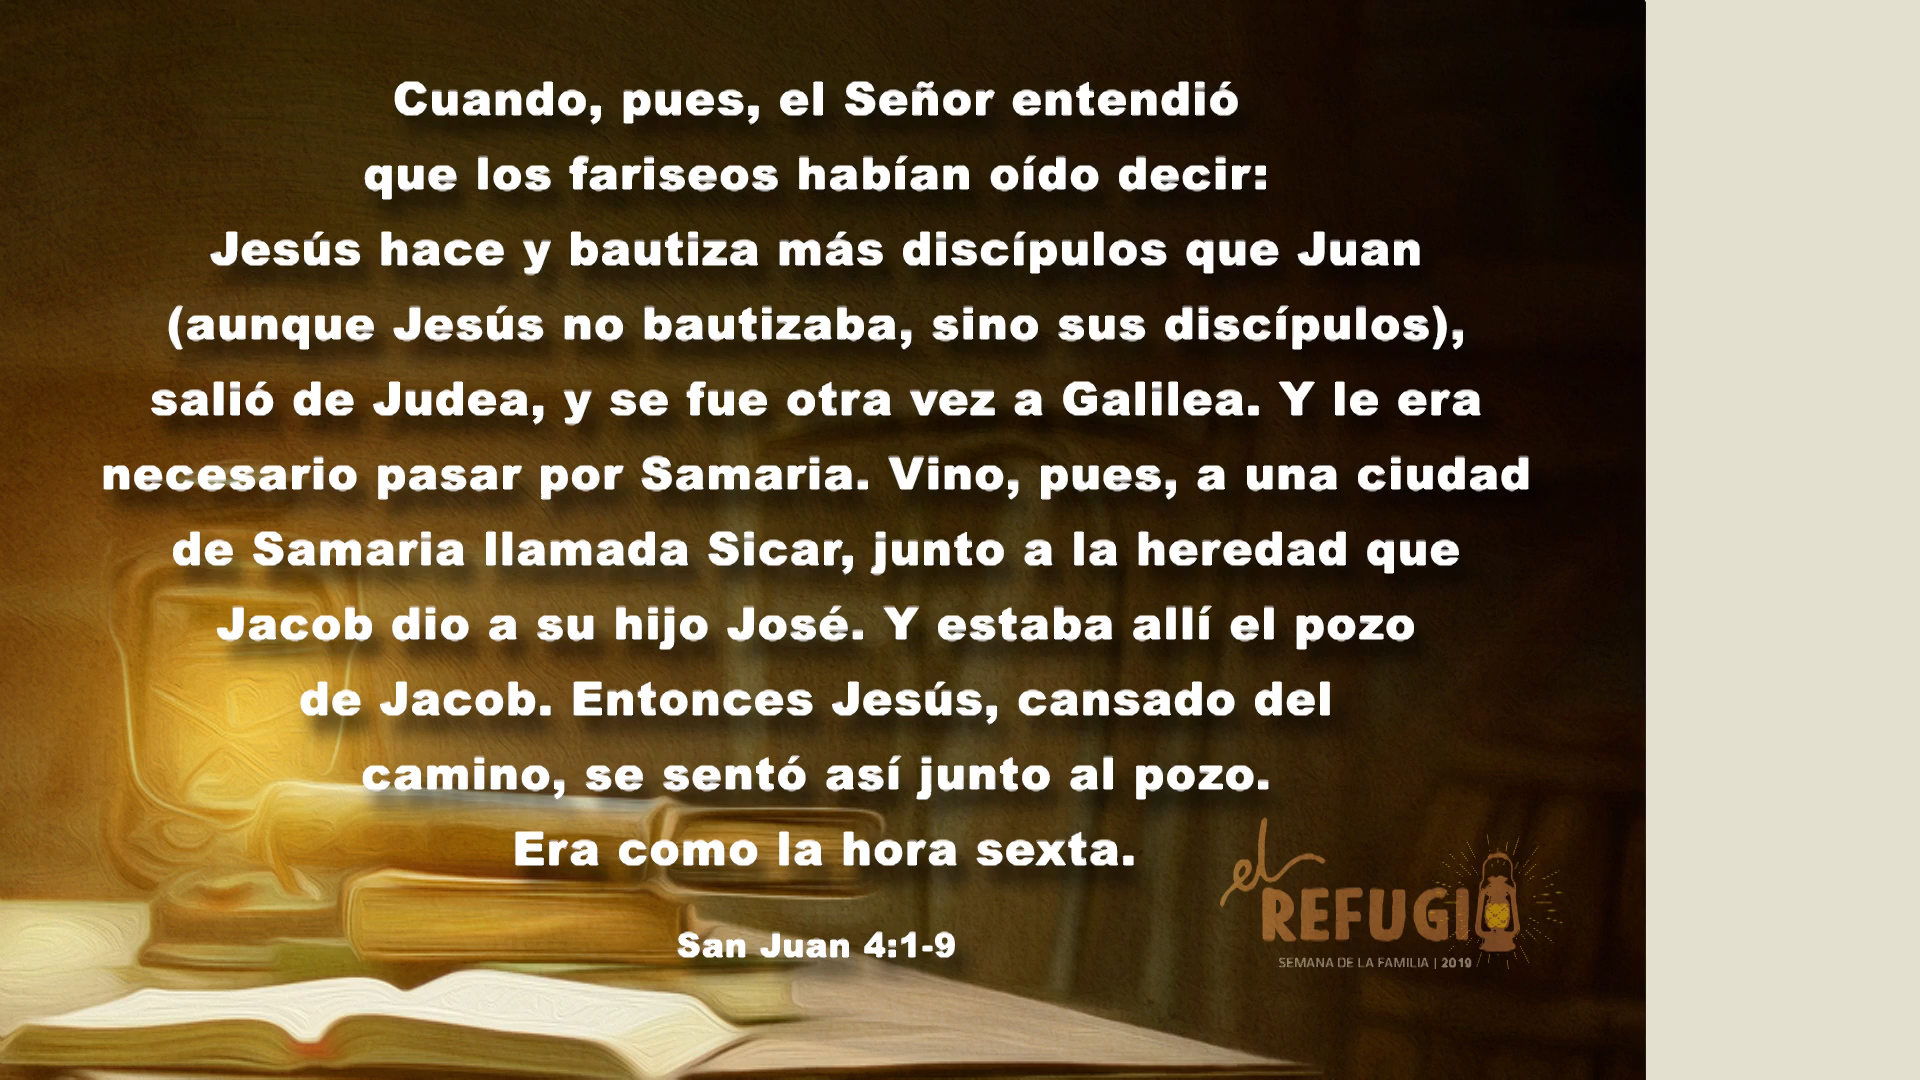 Cuando, pues, el Señor entendió
que los fariseos habían oído decir:
Jesús hace y bautiza más discípulos que Juan
(aunque Jesús no bautizaba, sino sus discípulos),
salió de Judea, y se fue otra vez a Galilea. Y le era
necesario pasar por Samaria. Vino, pues, a una ciudad
de Samaria llamada Sicar, junto a la heredad que
Jacob dio a su hijo José. Y estaba allí el pozo
de Jacob. Entonces Jesús, cansado del
camino, se sentó así junto al pozo.
Era como la hora sexta.
San Juan 4:1-9
el
REFUGIO
SEMANA DE LA FAMILIA | 2019